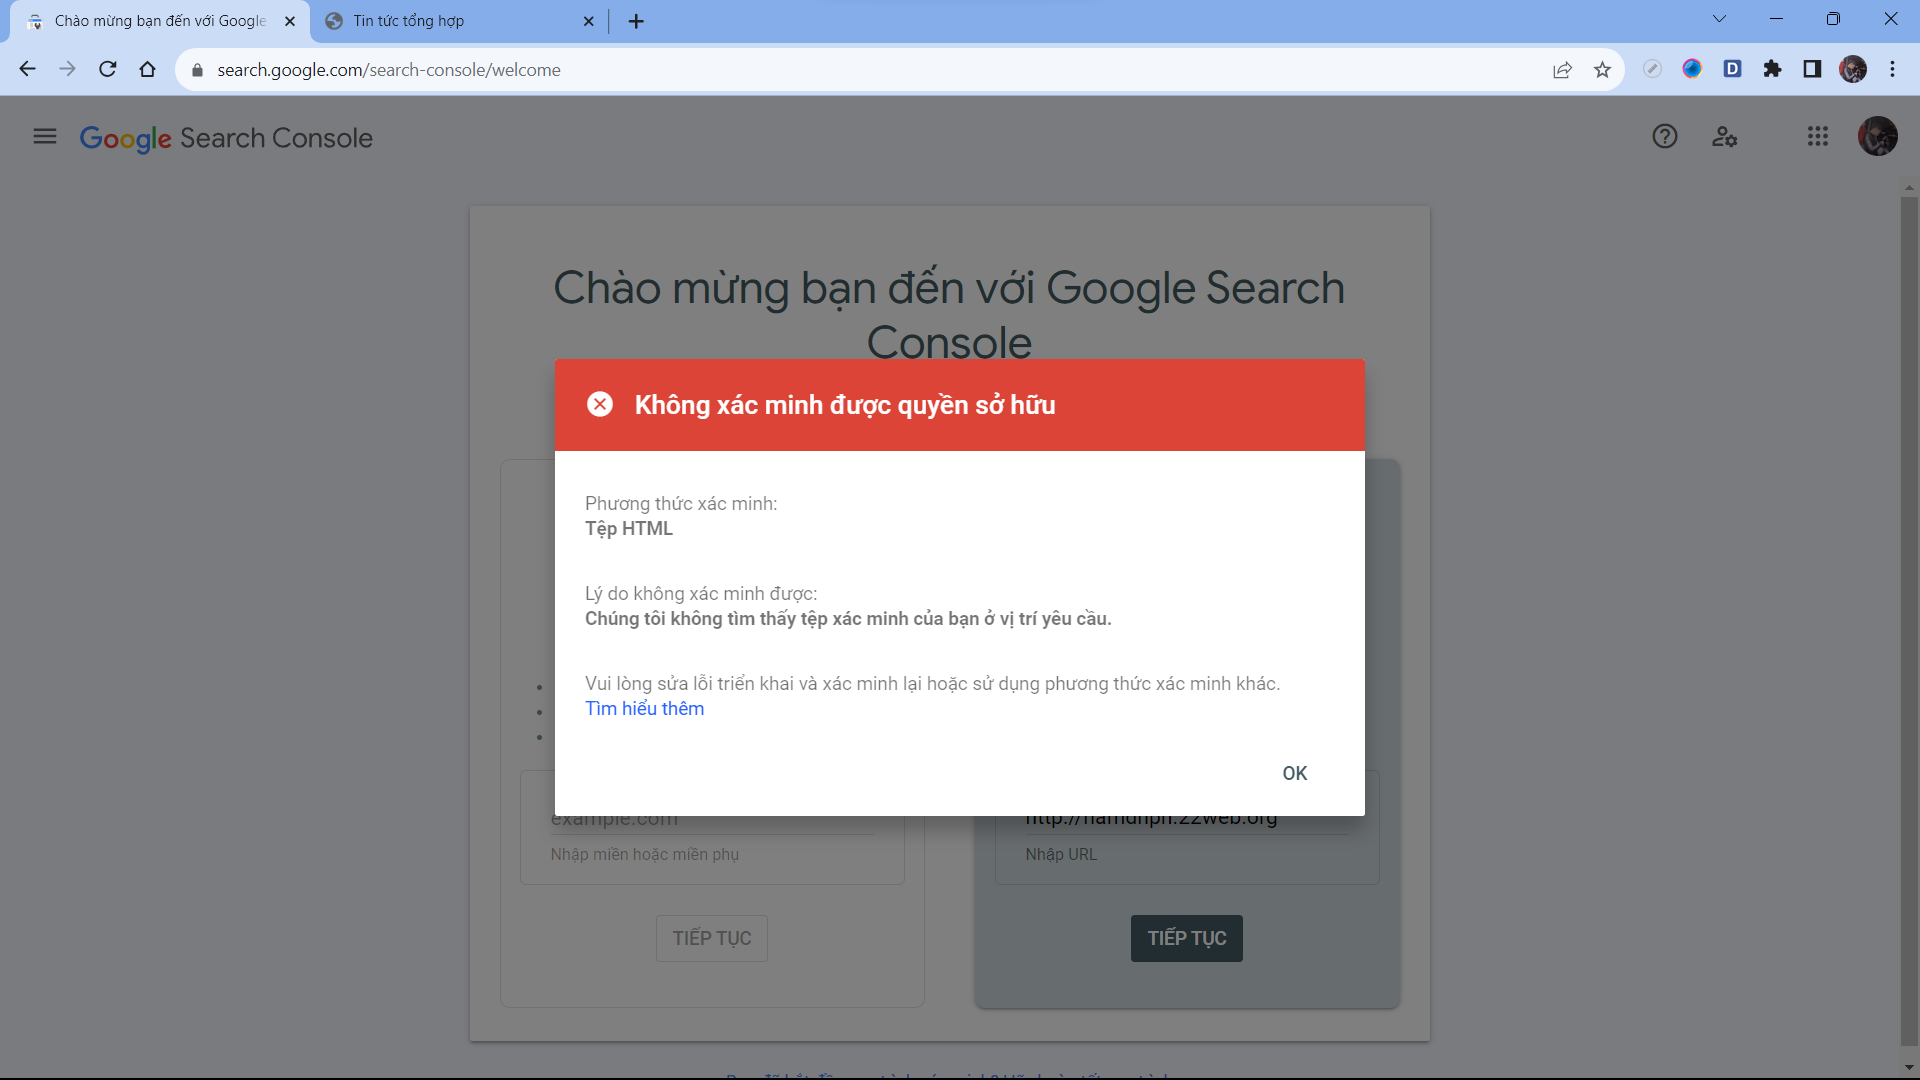 Chào mừng bạn đến với Google
Tin tức tổng hợp
search.google.com/search-console/welcome
D
Google Search Console
Chào mừng bạn đến với Google Search
Console
Không xác minh được quyền sở hữu
Phương thức xác minh:
Tệp HTML
Lý do không xác minh được:
Chúng tôi không tìm thấy tệp xác minh của bạn ở vị trí yêu cầu.
Vui lòng sửa lỗi triển khai và xác minh lại hoặc sử dụng phương thức xác minh khác.
Tìm hiểu thêm
OK
example.com
Nhập miền hoặc miền phụ
Nhập URL
TIẾP TỤC
TIẾP TỤC